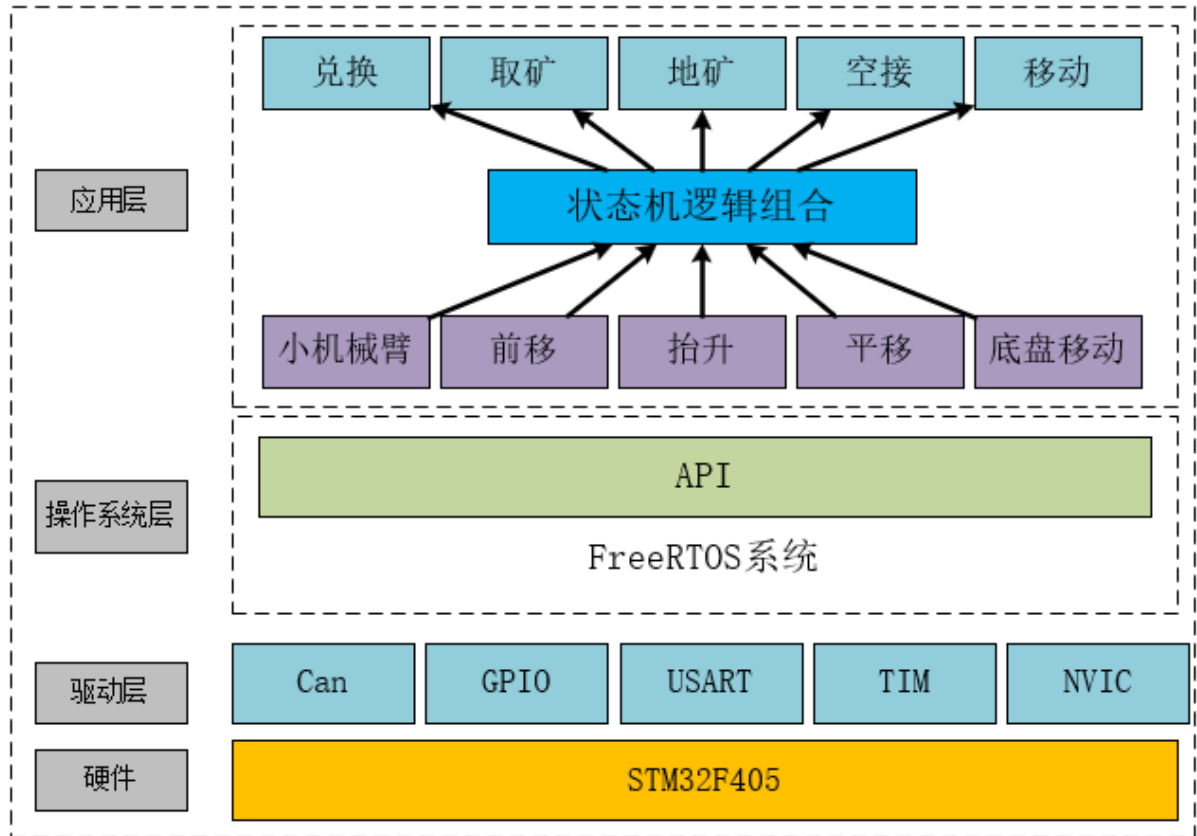 兑换
取矿
地矿
空接
移动
应用层
状态机逻辑组合
小机械臂
前移
抬升
平移
底盘移动
API
操作系统层
FreeRTOS系统
驱动层
Can
GPIO
USART
TIM
NVIC
硬件
STM32F405